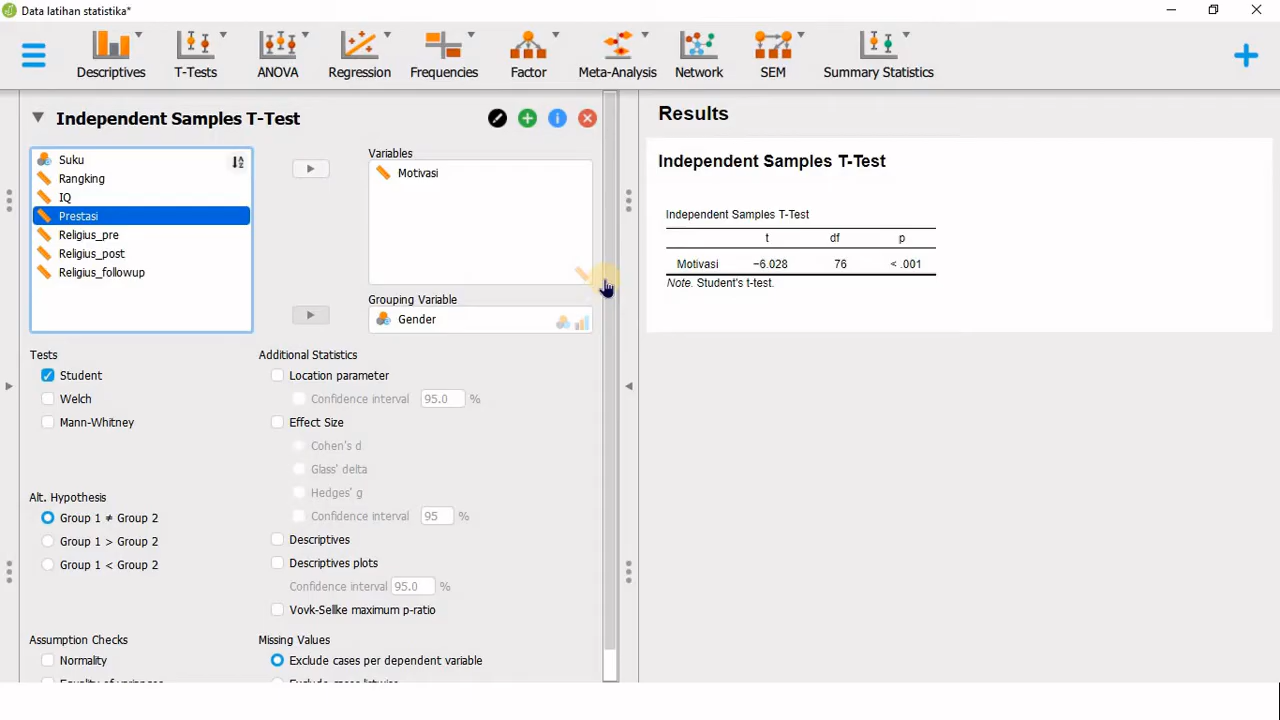 Data latihan statistika*
Descriptives
T-Tests
ANOVA
Regression
Frequencies
Factor
Meta-Analysis
Network
SEM
Summary Statistics
Independent Samples T-Test
Suku
Rangking
IQ
Prestasi
Religius_pre
Religius_post
Religius_followup
Variables
Motivasi
Grouping Variable
Gender
Tests
Student
Welch
Mann-Whitney
Alt. Hypothesis
Group 1 ≠ Group 2
Group 1 > Group 2
Group 1 < Group 2
Assumption Checks
Normality
Additional Statistics
Location parameter
Confidence interval 95.0 %
Effect Size
Cohen's d
Glass' delta
Hedges' g
Confidence interval 95 %
Descriptives
Descriptives plots
Confidence interval 95.0 %
Vovk-Sellke maximum p-ratio
Missing Values
Exclude cases per dependent variable
Results
Independent Samples T-Test
Independent Samples T-Test
t df p
Motivasi −6.028 76 < .001
Note. Student's t-test.